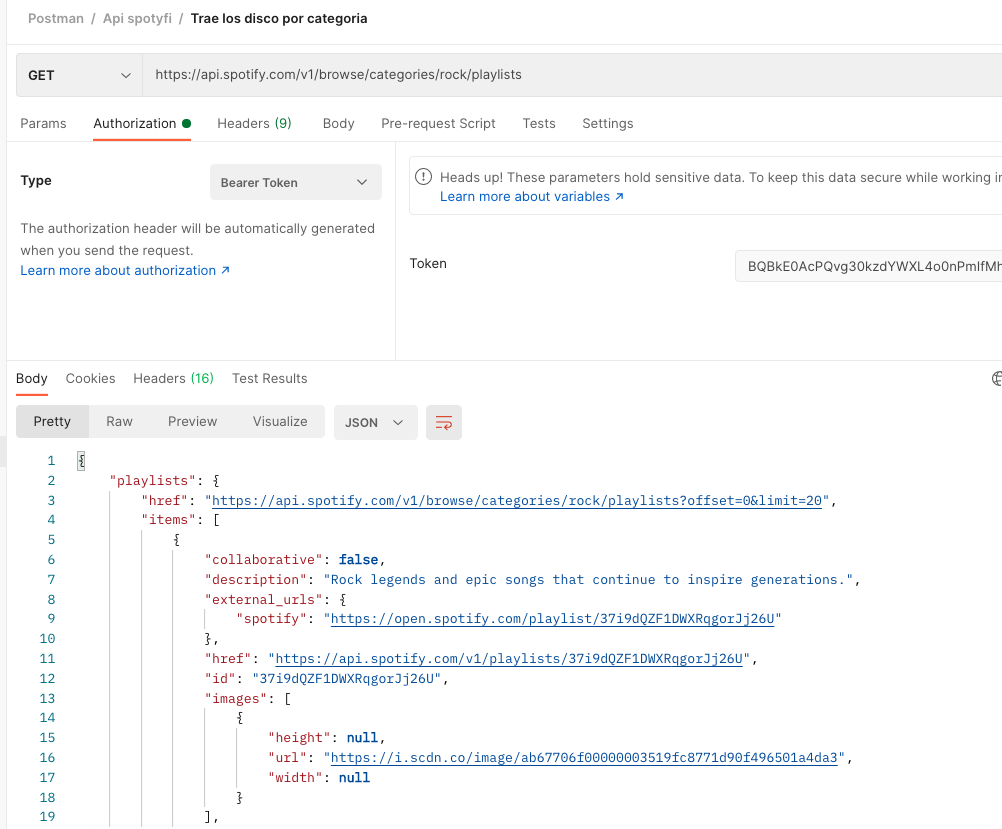 Postman / Api spotyfi / Trae los disco por categoria
GET https://api.spotify.com/v1/browse/categories/rock/playlists
Params Authorization Headers (9) Body Pre-request Script Tests Settings
Type Bearer Token
The authorization header will be automatically generated
when you send the request.
Learn more about authorization ↗
Heads up! These parameters hold sensitive data. To keep this data secure while working in
Learn more about variables ↗
Token BQBkE0AcPQvg30kzdYWXL4o0nPmIfMh
Body Cookies Headers (16) Test Results
Pretty Raw Preview Visualize JSON
1 {
2 "playlists": {
3 "href": "https://api.spotify.com/v1/browse/categories/rock/playlists?offset=0&limit=20",
4 "items": [
5 {
6 "collaborative": false,
7 "description": "Rock legends and epic songs that continue to inspire generations.",
8 "external_urls": {
9 "spotify": "https://open.spotify.com/playlist/37i9dQZF1DWXRqgorJj26U"
10 },
11 "href": "https://api.spotify.com/v1/playlists/37i9dQZF1DWXRqgorJj26U",
12 "id": "37i9dQZF1DWXRqgorJj26U",
13 "images": [
14 {
15 "height": null,
16 "url": "https://i.scdn.co/image/ab67706f00000003519fc8771d90f496501a4da3",
17 "width": null
18 }
19 ],